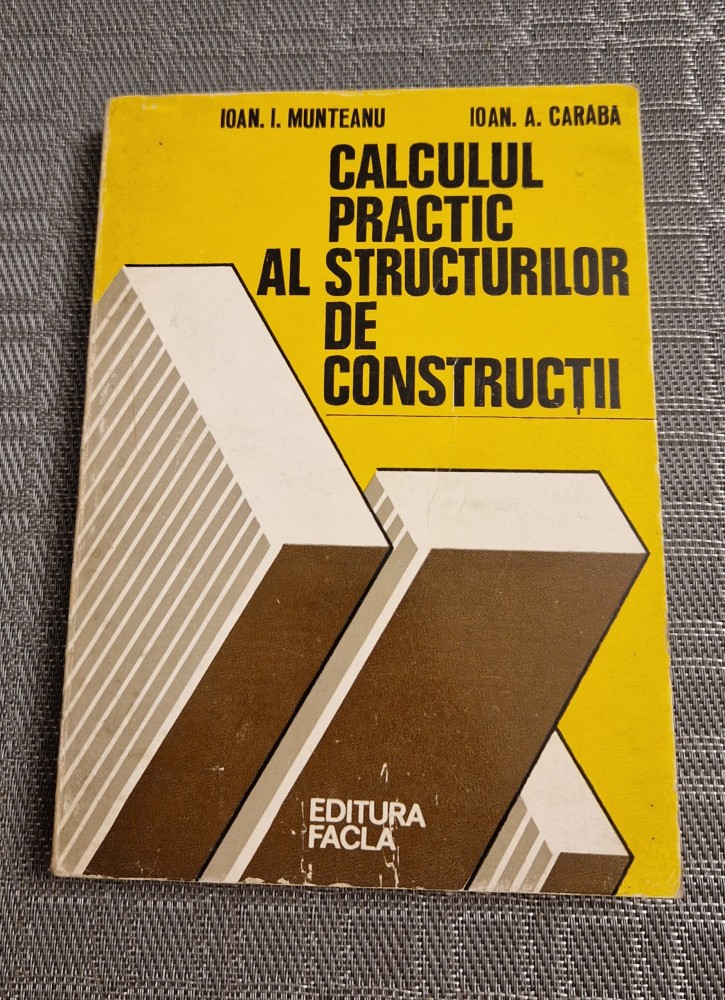 IOAN. I. MUNTEANU IOAN. A. CARABA
CALCULUL
PRACTIC
AL STRUCTURILOR
DE
CONSTRUCȚII
EDITURA
FACLA